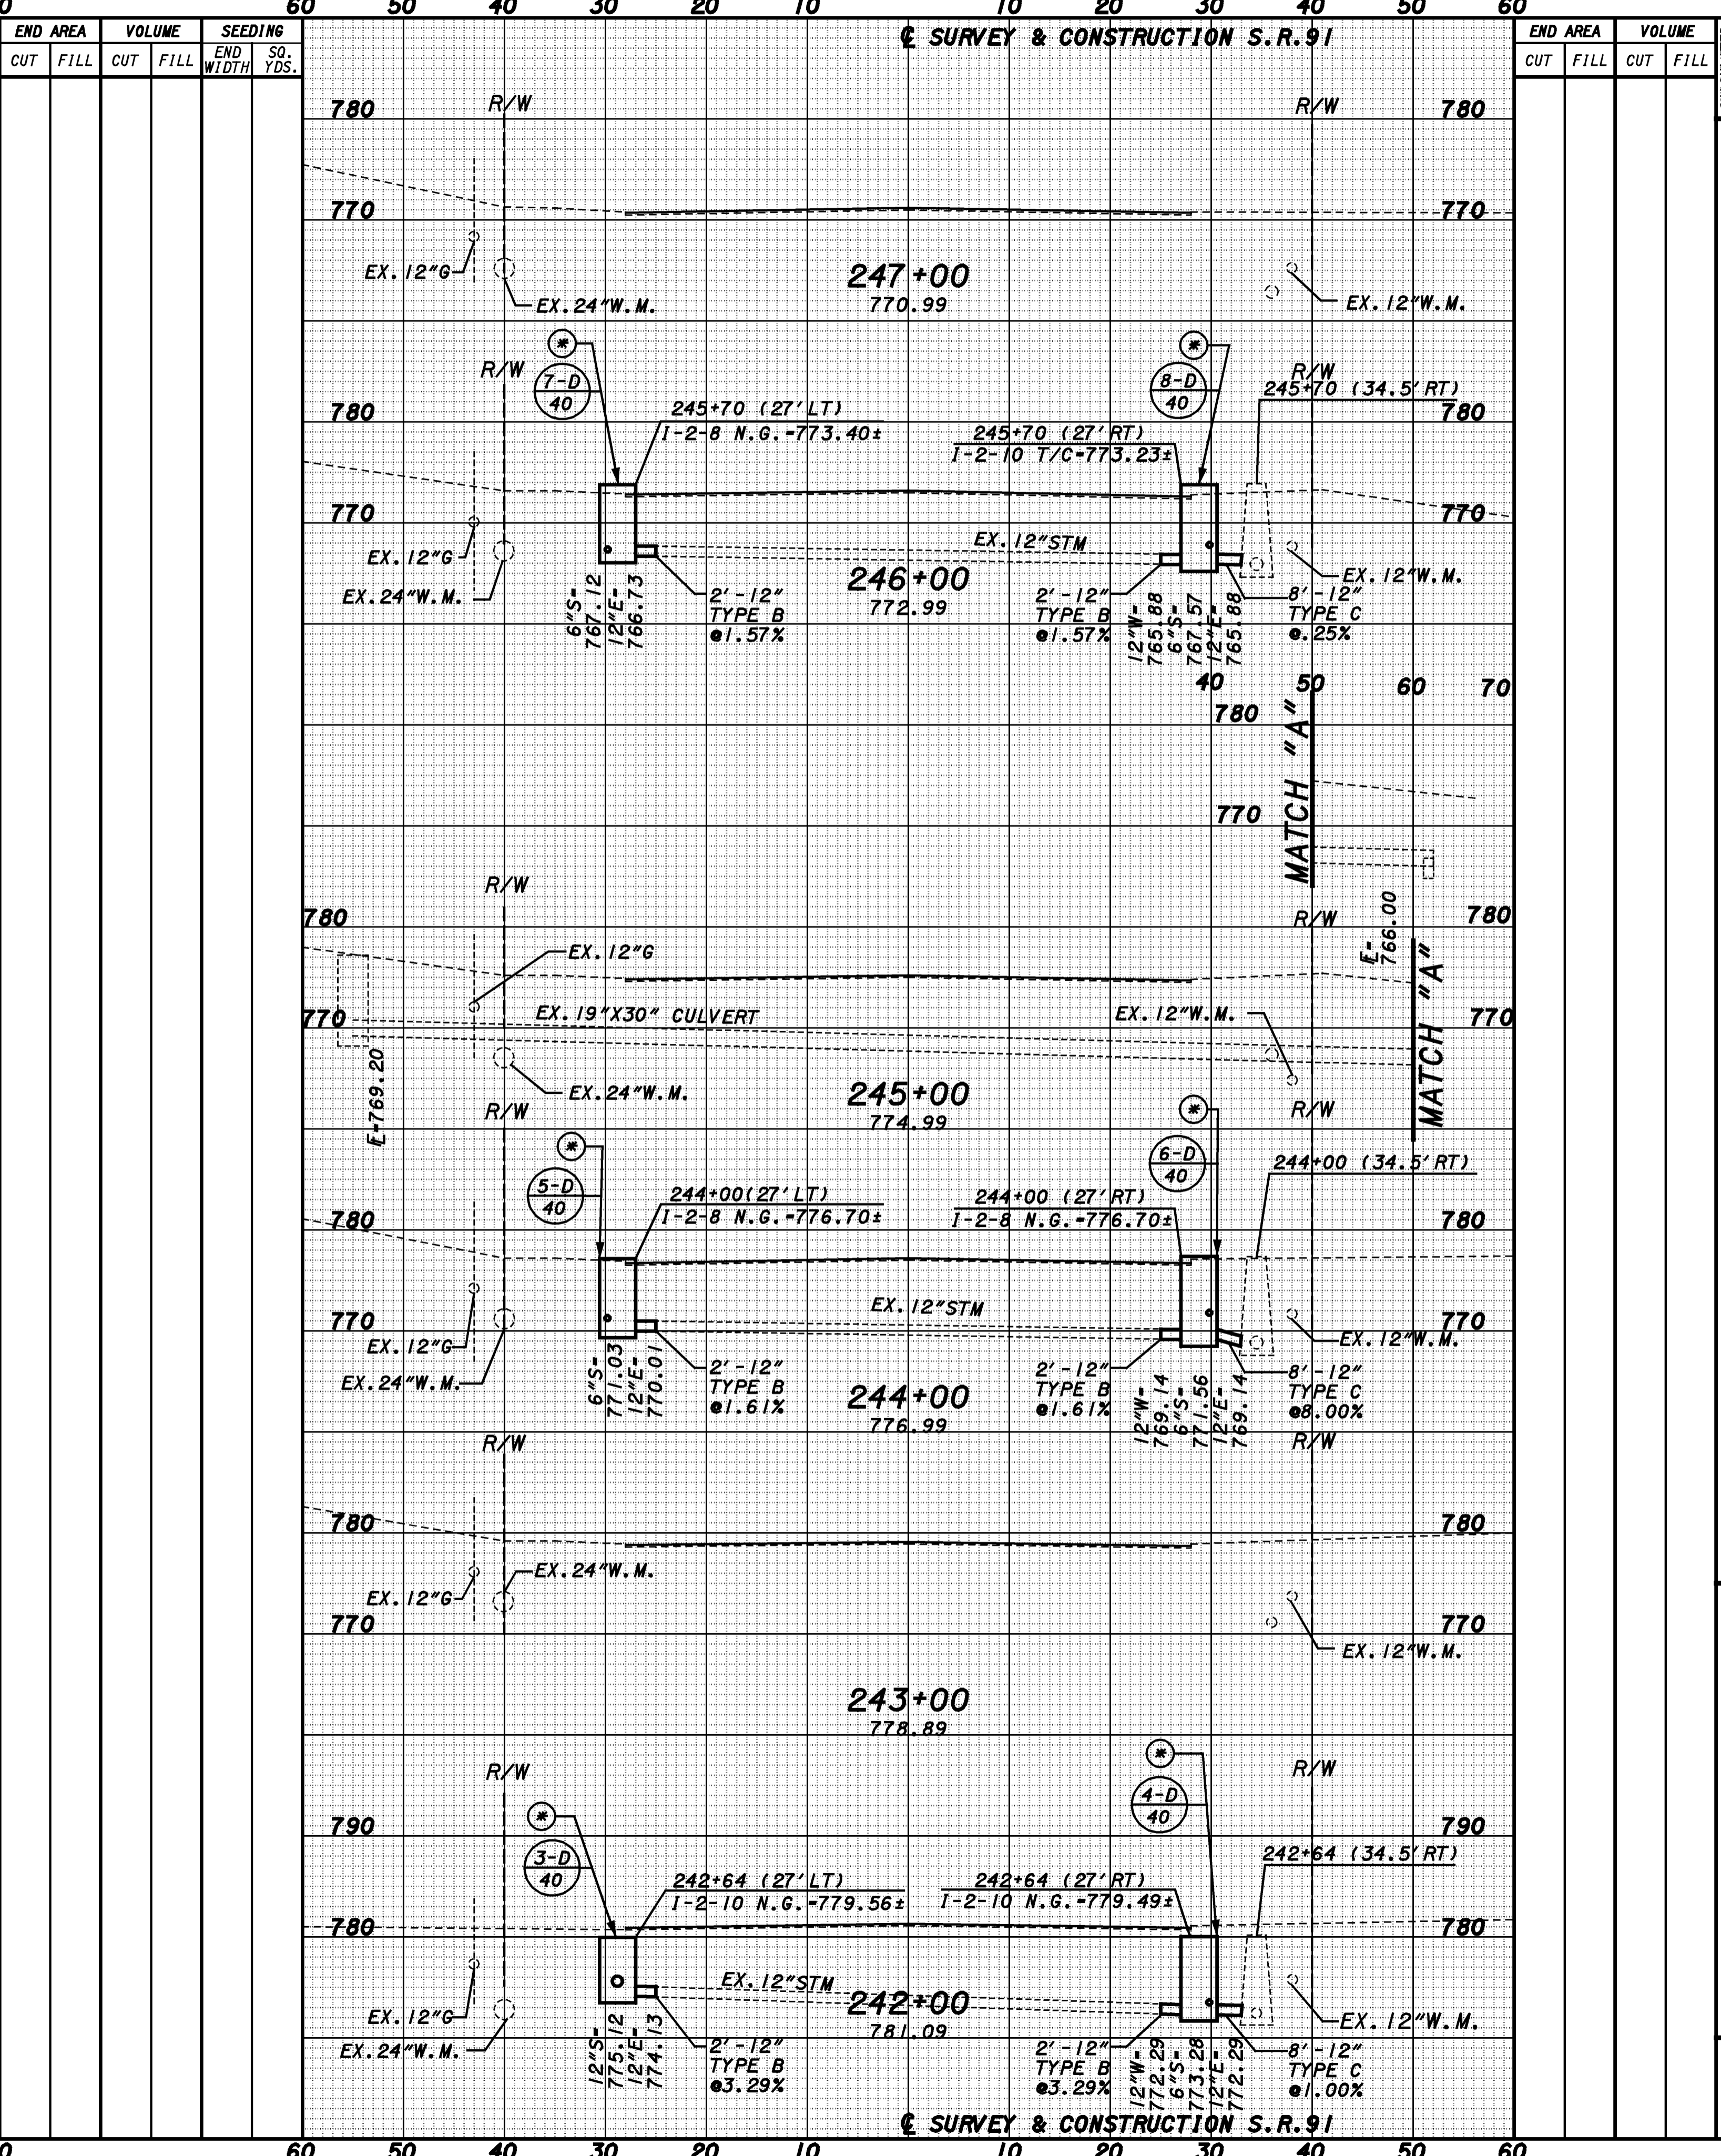 60 50 40 30 20 10 10 20 30 40 50 60
END AREA VOLUME SEEDING
CUT FILL CUT FILL END WIDTH SQ. YDS.
℄ SURVEY & CONSTRUCTION S.R.91
END AREA VOLUME
CUT FILL CUT FILL
780 R/W R/W 780
770 770
EX.12"G
EX.24"W.M.
247+00
770.99
EX.12"W.M.
* *
R/W R/W
7-D
40
8-D
40
245+70 (34.5' RT)
780 780
245+70 (27' LT)
I-2-8 N.G.=773.40±
245+70 (27' RT)
I-2-10 T/C=773.23±
770 770
EX.12"STM
EX.12"G
EX.24"W.M.
246+00
772.99
EX.12"W.M.
6"S=
767.12
12"E=
766.73
2'-12"
TYPE B
@1.57%
2'-12"
TYPE B
@1.57%
12"W=
765.88
6"S=
767.57
12"E=
765.88
8'-12"
TYPE C
@.25%
40 50 60 70
780
MATCH "A"
770
R/W R/W
780 780
℄=
766.00
EX.12"G
MATCH "A"
770 770
EX.19"X30" CULVERT
EX.12"W.M.
℄=769.20
EX.24"W.M.
245+00
774.99
R/W R/W
* *
5-D
40
6-D
40
244+00 (34.5' RT)
780 780
244+00(27' LT)
I-2-8 N.G.=776.70±
244+00 (27' RT)
I-2-8 N.G.=776.70±
770 770
EX.12"STM
EX.12"G
EX.24"W.M.
244+00
776.99
EX.12"W.M.
6"S=
771.03
12"E=
770.01
2'-12"
TYPE B
@1.61%
2'-12"
TYPE B
@1.61%
12"W=
769.14
6"S=
771.56
12"E=
769.14
8'-12"
TYPE C
@8.00%
R/W R/W
780 780
EX.24"W.M.
EX.12"G
770 770
EX.12"W.M.
243+00
778.89
R/W R/W
* *
3-D
40
4-D
40
790 790
242+64 (34.5' RT)
242+64 (27' LT)
I-2-10 N.G.=779.56±
242+64 (27' RT)
I-2-10 N.G.=779.49±
780 780
EX.12"STM
EX.12"G
EX.24"W.M.
242+00
781.09
EX.12"W.M.
12"S=
775.12
12"E=
774.13
2'-12"
TYPE B
@3.29%
2'-12"
TYPE B
@3.29%
12"W=
772.29
6"S=
773.28
12"E=
772.29
8'-12"
TYPE C
@1.00%
℄ SURVEY & CONSTRUCTION S.R.91
60 50 40 30 20 10 10 20 30 40 50 60